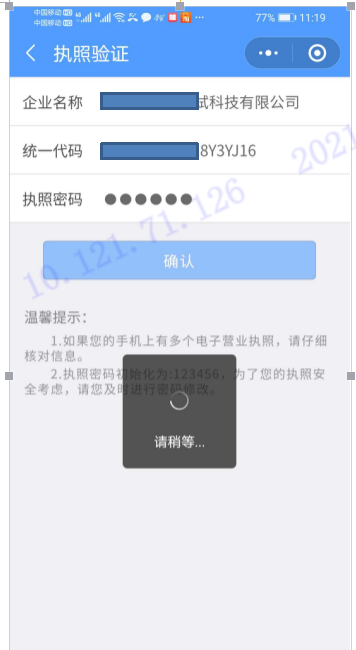 中国移动 HD
中国移动 HD
77% 11:19
执照验证
企业名称 试科技有限公司
统一代码 8Y3YJ16
执照密码 ●●●●●●
确认
温馨提示：
1.如果您的手机上有多个电子营业执照，请仔细
核对信息。
2.执照密码初始化为:123456，为了您的执照安
全考虑，请您及时进行密码修改。
请稍等...
10.121.71.126
2021